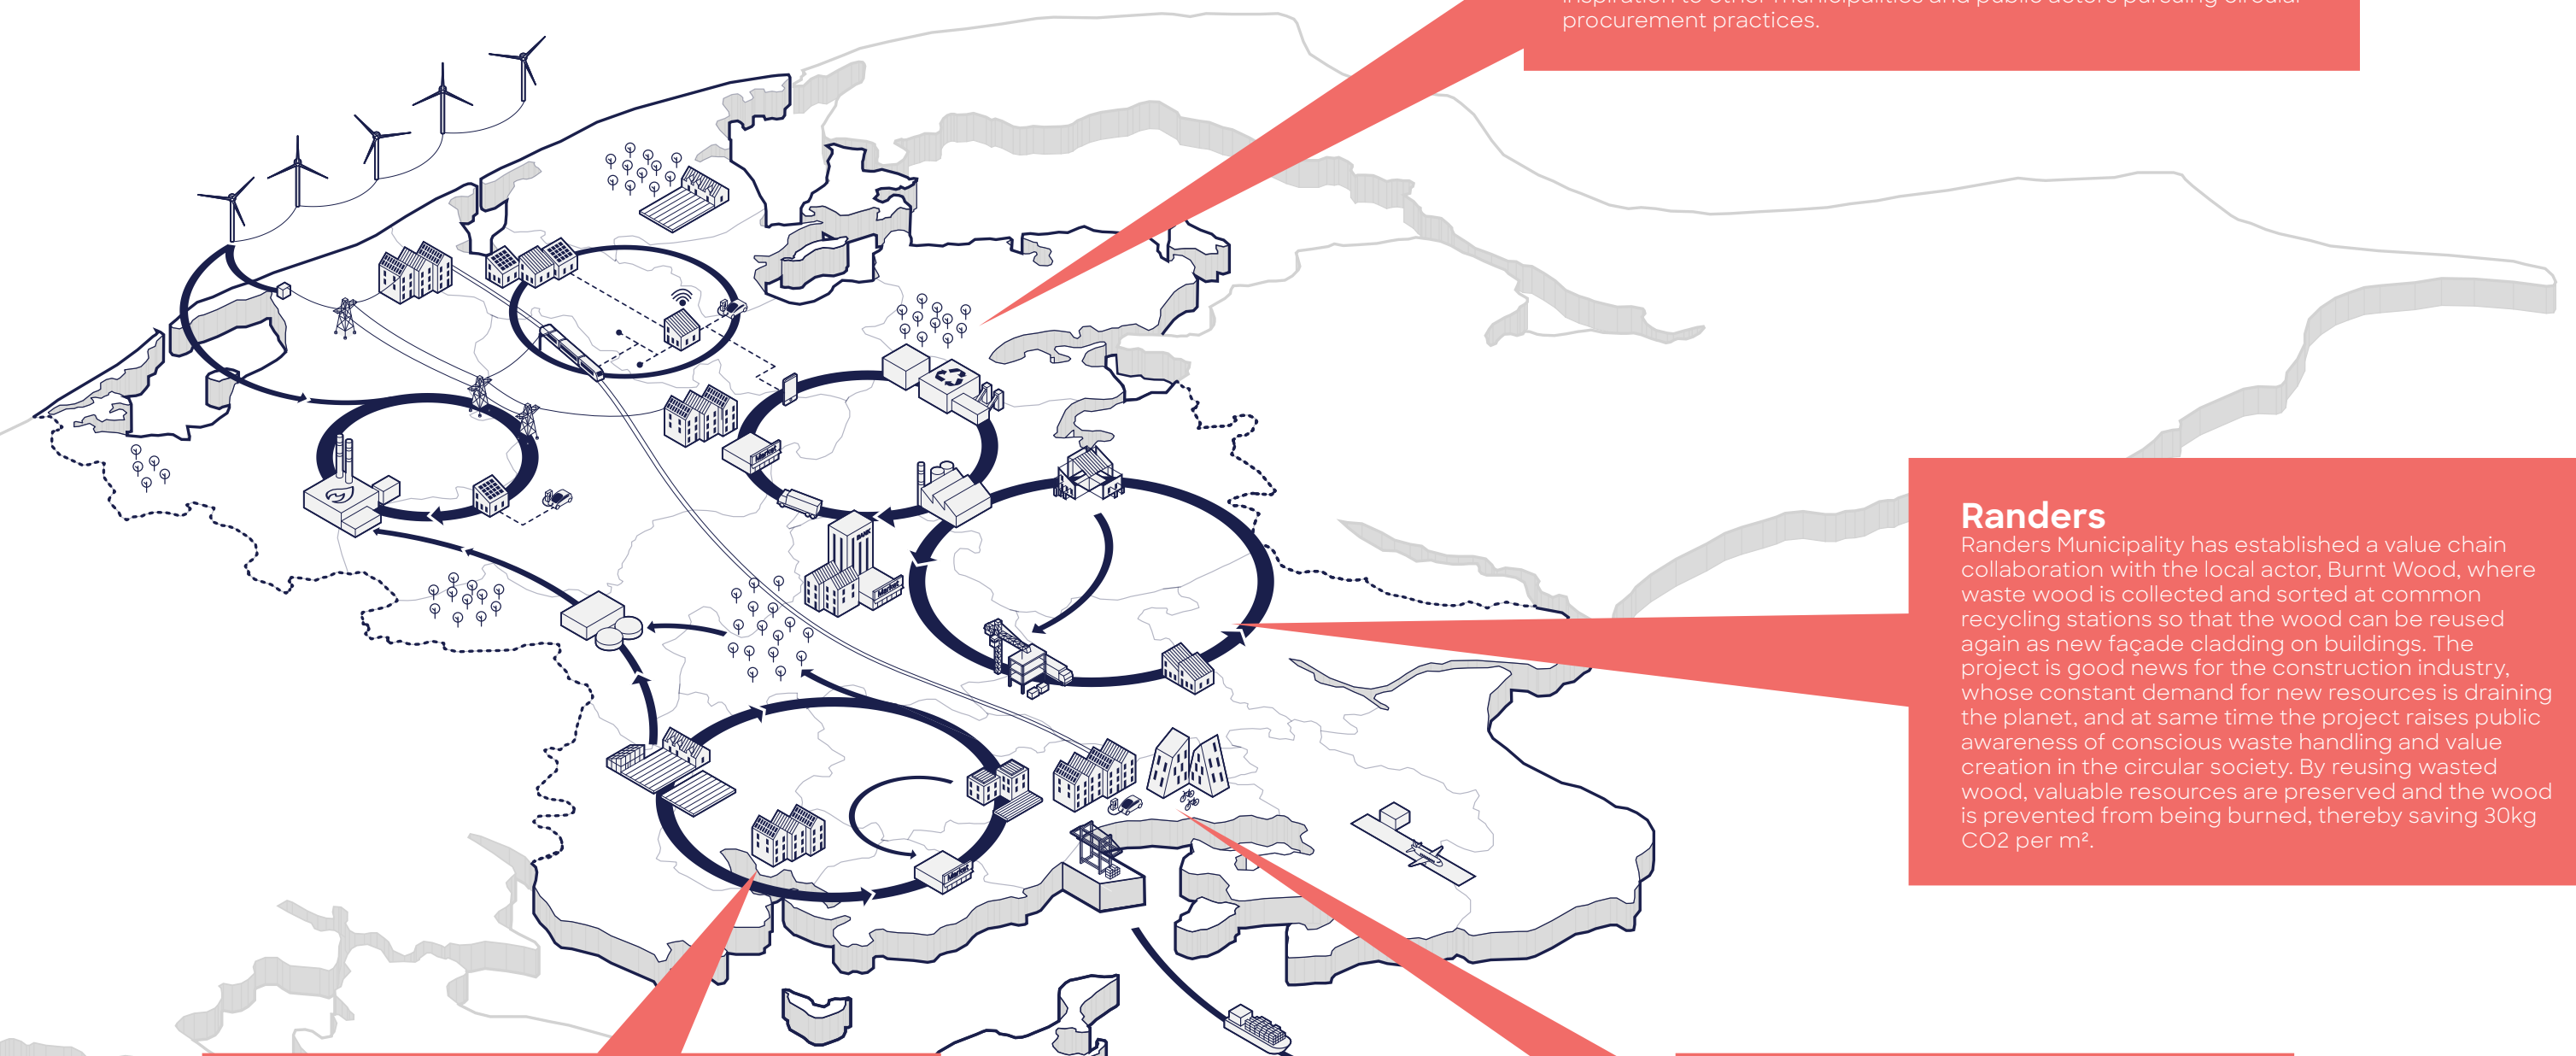 procurement practices.
Market
BANK
Market
Randers
Randers Municipality has established a value chain
collaboration with the local actor, Burnt Wood, where
waste wood is collected and sorted at common
recycling stations so that the wood can be reused
again as new façade cladding on buildings. The
project is good news for the construction industry,
whose constant demand for new resources is draining
the planet, and at same time the project raises public
awareness of conscious waste handling and value
creation in the circular society. By reusing wasted
wood, valuable resources are preserved and the wood
is prevented from being burned, thereby saving 30kg
CO2 per m².
Market